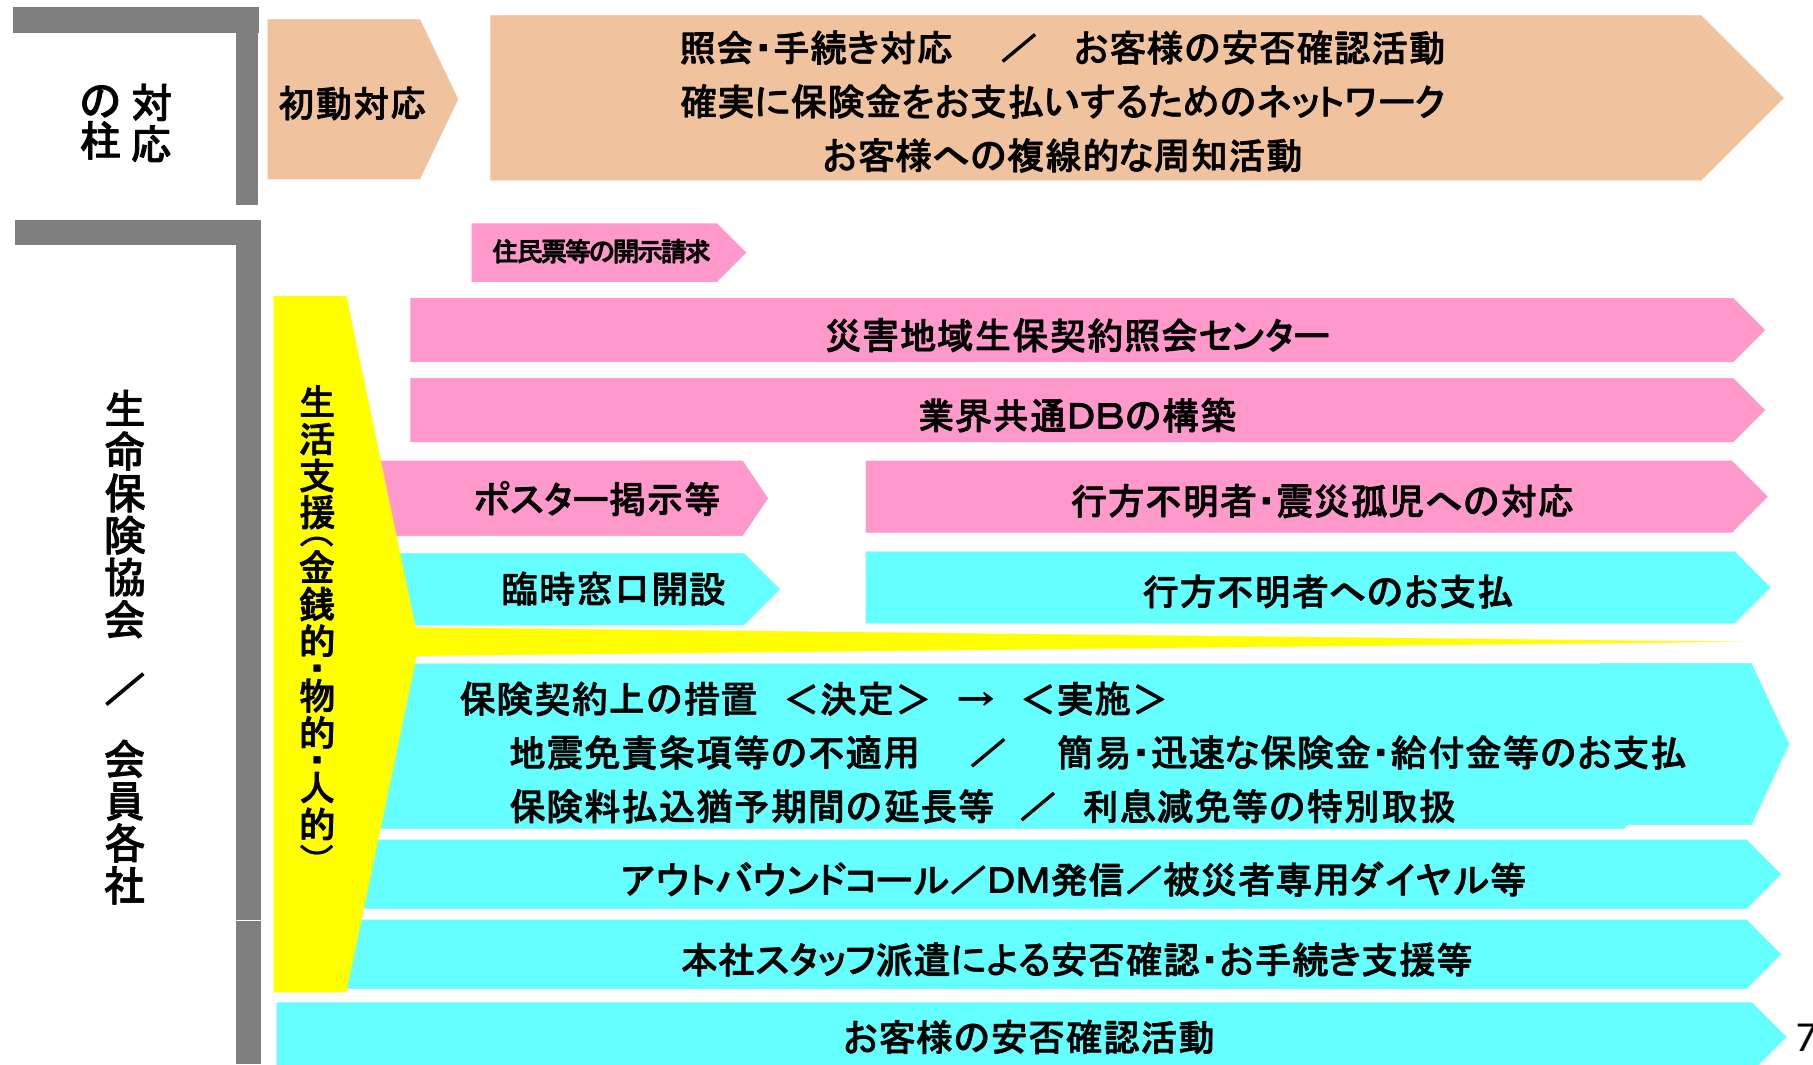 対応
の柱
初動対応
照会・手続き対応　／　お客様の安否確認活動
確実に保険金をお支払いするためのネットワーク
お客様への複線的な周知活動
生命保険協会　／　会員各社
住民票等の開示請求
災害地域生保契約照会センター
業界共通DBの構築
生活支援（金銭的・物的・人的）
ポスター掲示等
行方不明者・震災孤児への対応
臨時窓口開設
行方不明者へのお支払
保険契約上の措置　＜決定＞　→　＜実施＞
地震免責条項等の不適用　／　簡易・迅速な保険金・給付金等のお支払
保険料払込猶予期間の延長等　／　利息減免等の特別取扱
アウトバウンドコール／DM発信／被災者専用ダイヤル等
本社スタッフ派遣による安否確認・お手続き支援等
お客様の安否確認活動
7